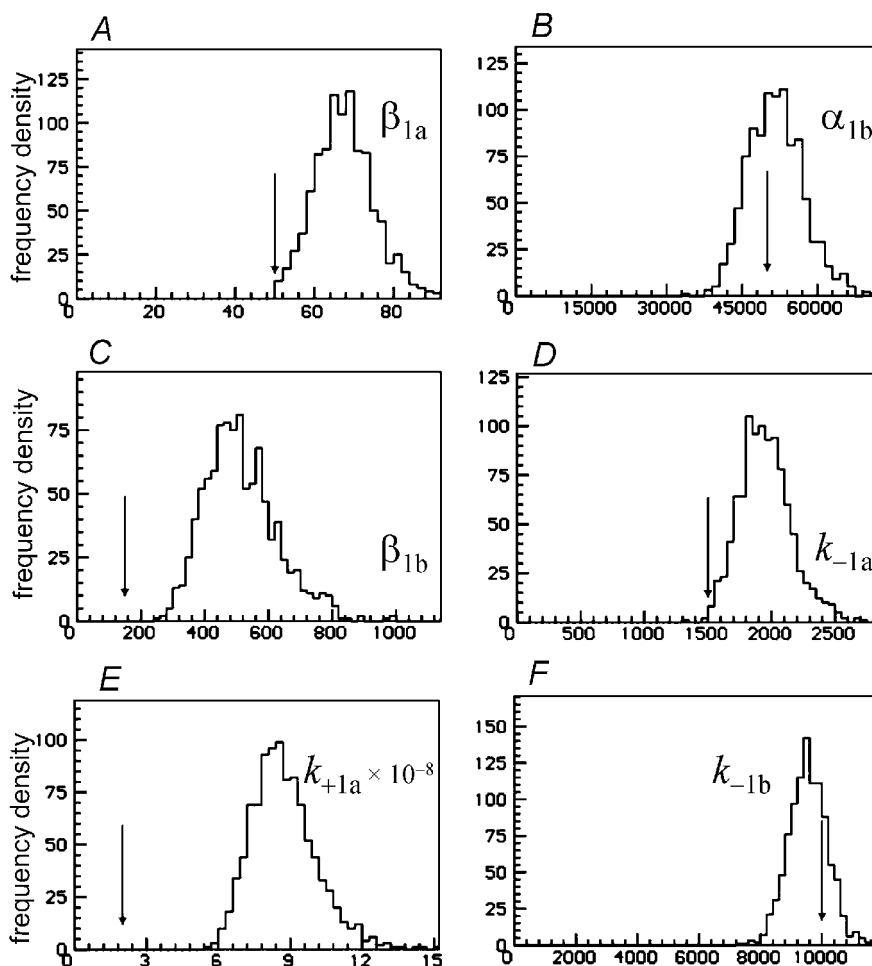 A
B
frequency density
125
100
75
50
25
0
β1a
0 20 40 60 80
125
100
75
50
25
0
α1b
0 15000 30000 45000 60000
C
D
frequency density
75
50
25
0
β1b
0 200 400 600 800 1000
125
100
75
50
25
0
k−1a
0 500 1000 1500 2000 2500
E
F
frequency density
100
75
50
25
0
k+1a × 10−8
0 3 6 9 12 15
150
125
100
75
50
25
0
k−1b
0 2000 4000 6000 8000 10000